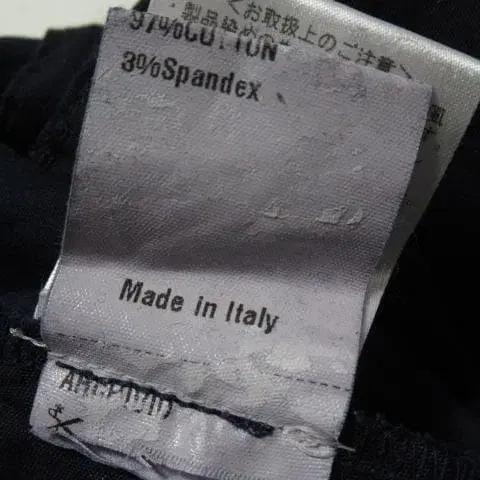 <お取扱上のご注意>
・製品染めの
97%COTTON
3%Spandex
Made in Italy